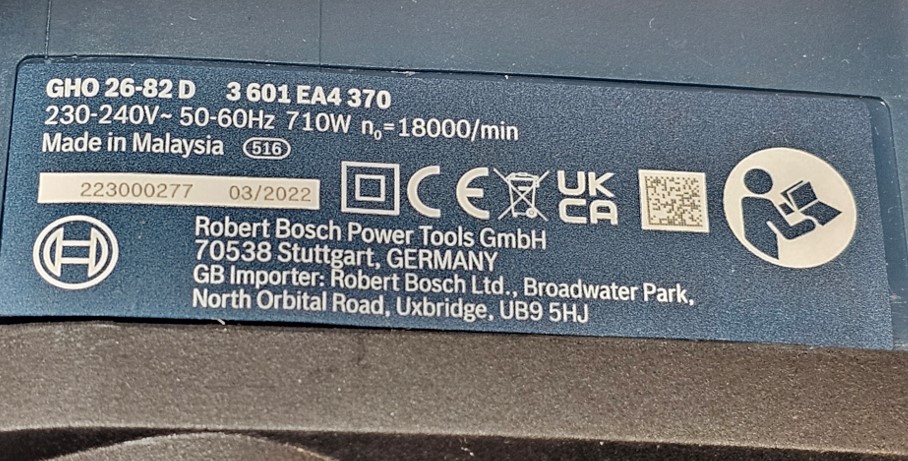 GHO 26-82 D 3 601 EA4 370
230-240V~ 50-60Hz 710W n₀=18000/min
Made in Malaysia 516
223000277 03/2022
CE UK CA
Robert Bosch Power Tools GmbH
70538 Stuttgart, GERMANY
GB Importer: Robert Bosch Ltd., Broadwater Park,
North Orbital Road, Uxbridge, UB9 5HJ